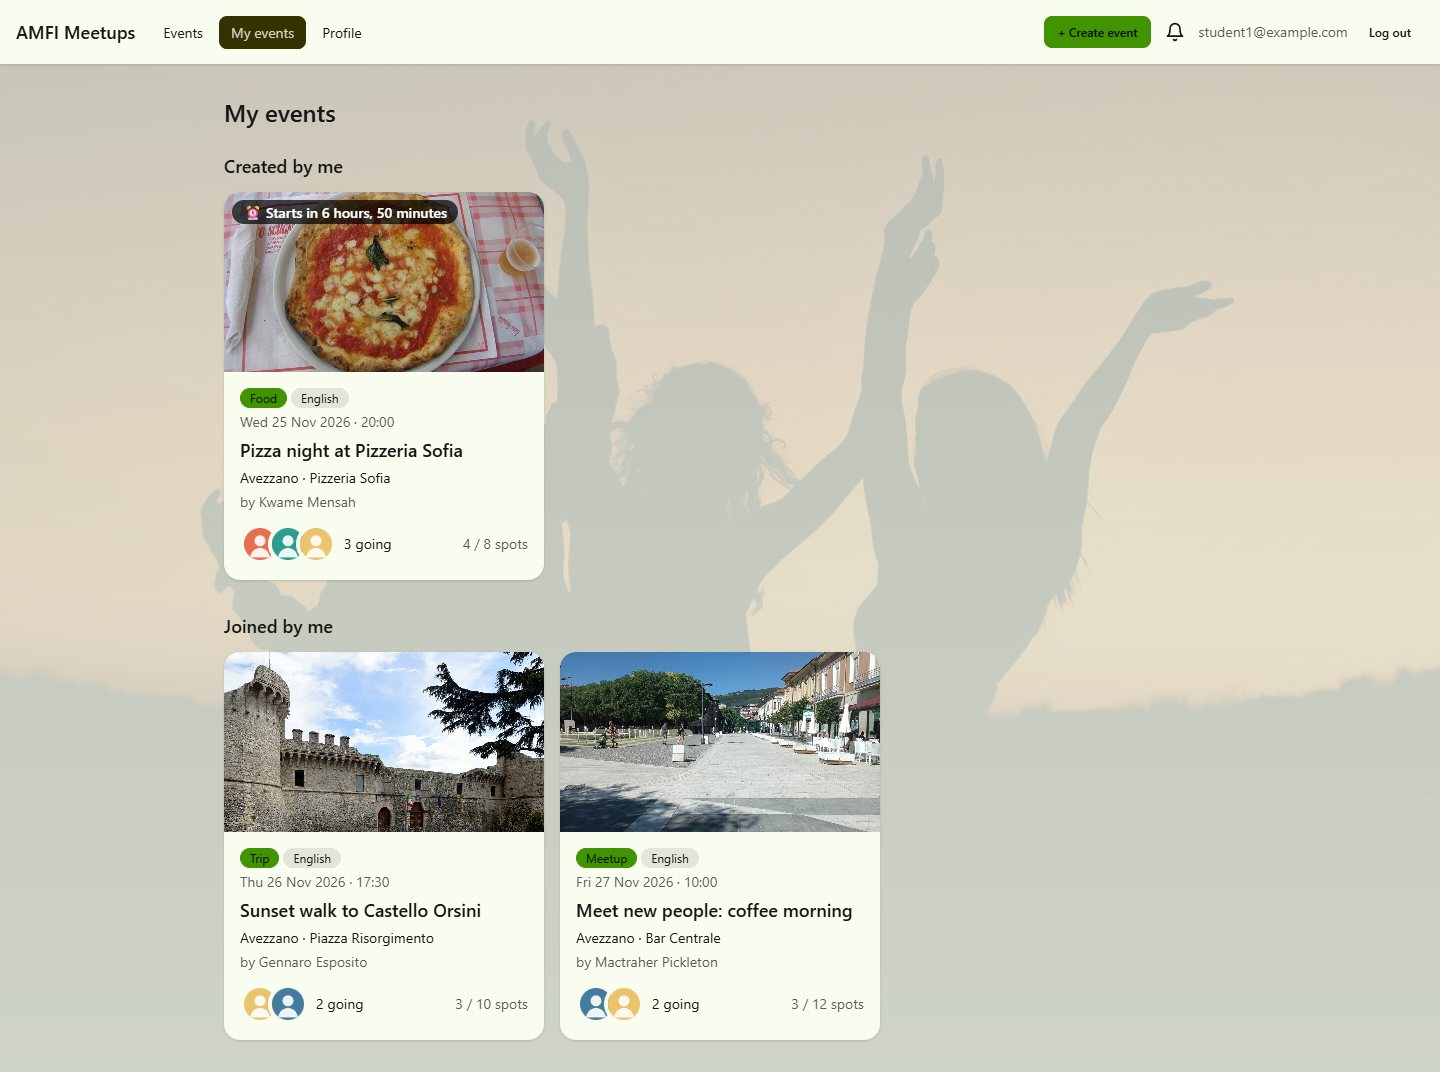 AMFI Meetups
Events
My events
Profile
+ Create event
student1@example.com
Log out
My events
Created by me
⏰ Starts in 6 hours, 50 minutes
Food
English
Wed 25 Nov 2026 · 20:00
Pizza night at Pizzeria Sofia
Avezzano · Pizzeria Sofia
by Kwame Mensah
3 going
4 / 8 spots
Joined by me
Trip
English
Thu 26 Nov 2026 · 17:30
Sunset walk to Castello Orsini
Avezzano · Piazza Risorgimento
by Gennaro Esposito
2 going
3 / 10 spots
Meetup
English
Fri 27 Nov 2026 · 10:00
Meet new people: coffee morning
Avezzano · Bar Centrale
by Mactraher Pickleton
2 going
3 / 12 spots